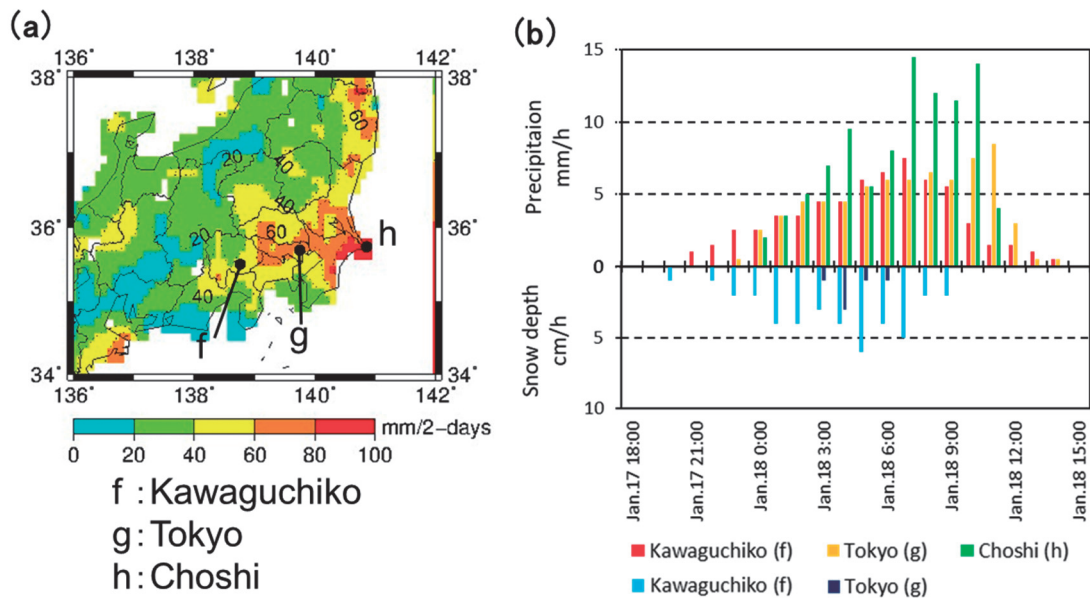 (a)
136° 138° 140° 142°
38° 38°
36° 36°
34° 34°
136° 138° 140° 142°
60
20
40
40
60
20
40
f
g
h
mm/2-days
0 20 40 60 80 100
f : Kawaguchiko
g: Tokyo
h: Choshi
(b)
15
10
5
0
5
10
Precipitaion
mm/h
Snow depth
cm/h
Jan.17 18:00
Jan.17 21:00
Jan.18 0:00
Jan.18 3:00
Jan.18 6:00
Jan.18 9:00
Jan.18 12:00
Jan.18 15:00
Kawaguchiko (f) Tokyo (g) Choshi (h)
Kawaguchiko (f) Tokyo (g)